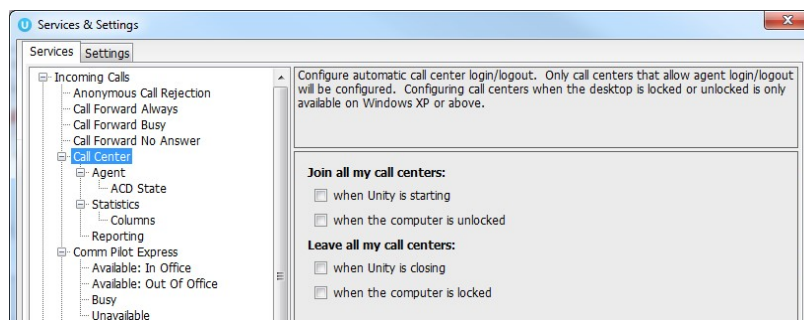 Services & Settings
Services
Settings
Incoming Calls
Anonymous Call Rejection
Call Forward Always
Call Forward Busy
Call Forward No Answer
Call Center
Agent
ACD State
Statistics
Columns
Reporting
Comm Pilot Express
Available: In Office
Available: Out Of Office
Busy
Unavailable
Configure automatic call center login/logout. Only call centers that allow agent login/logout
will be configured. Configuring call centers when the desktop is locked or unlocked is only
available on Windows XP or above.
Join all my call centers:
when Unity is starting
when the computer is unlocked
Leave all my call centers:
when Unity is closing
when the computer is locked